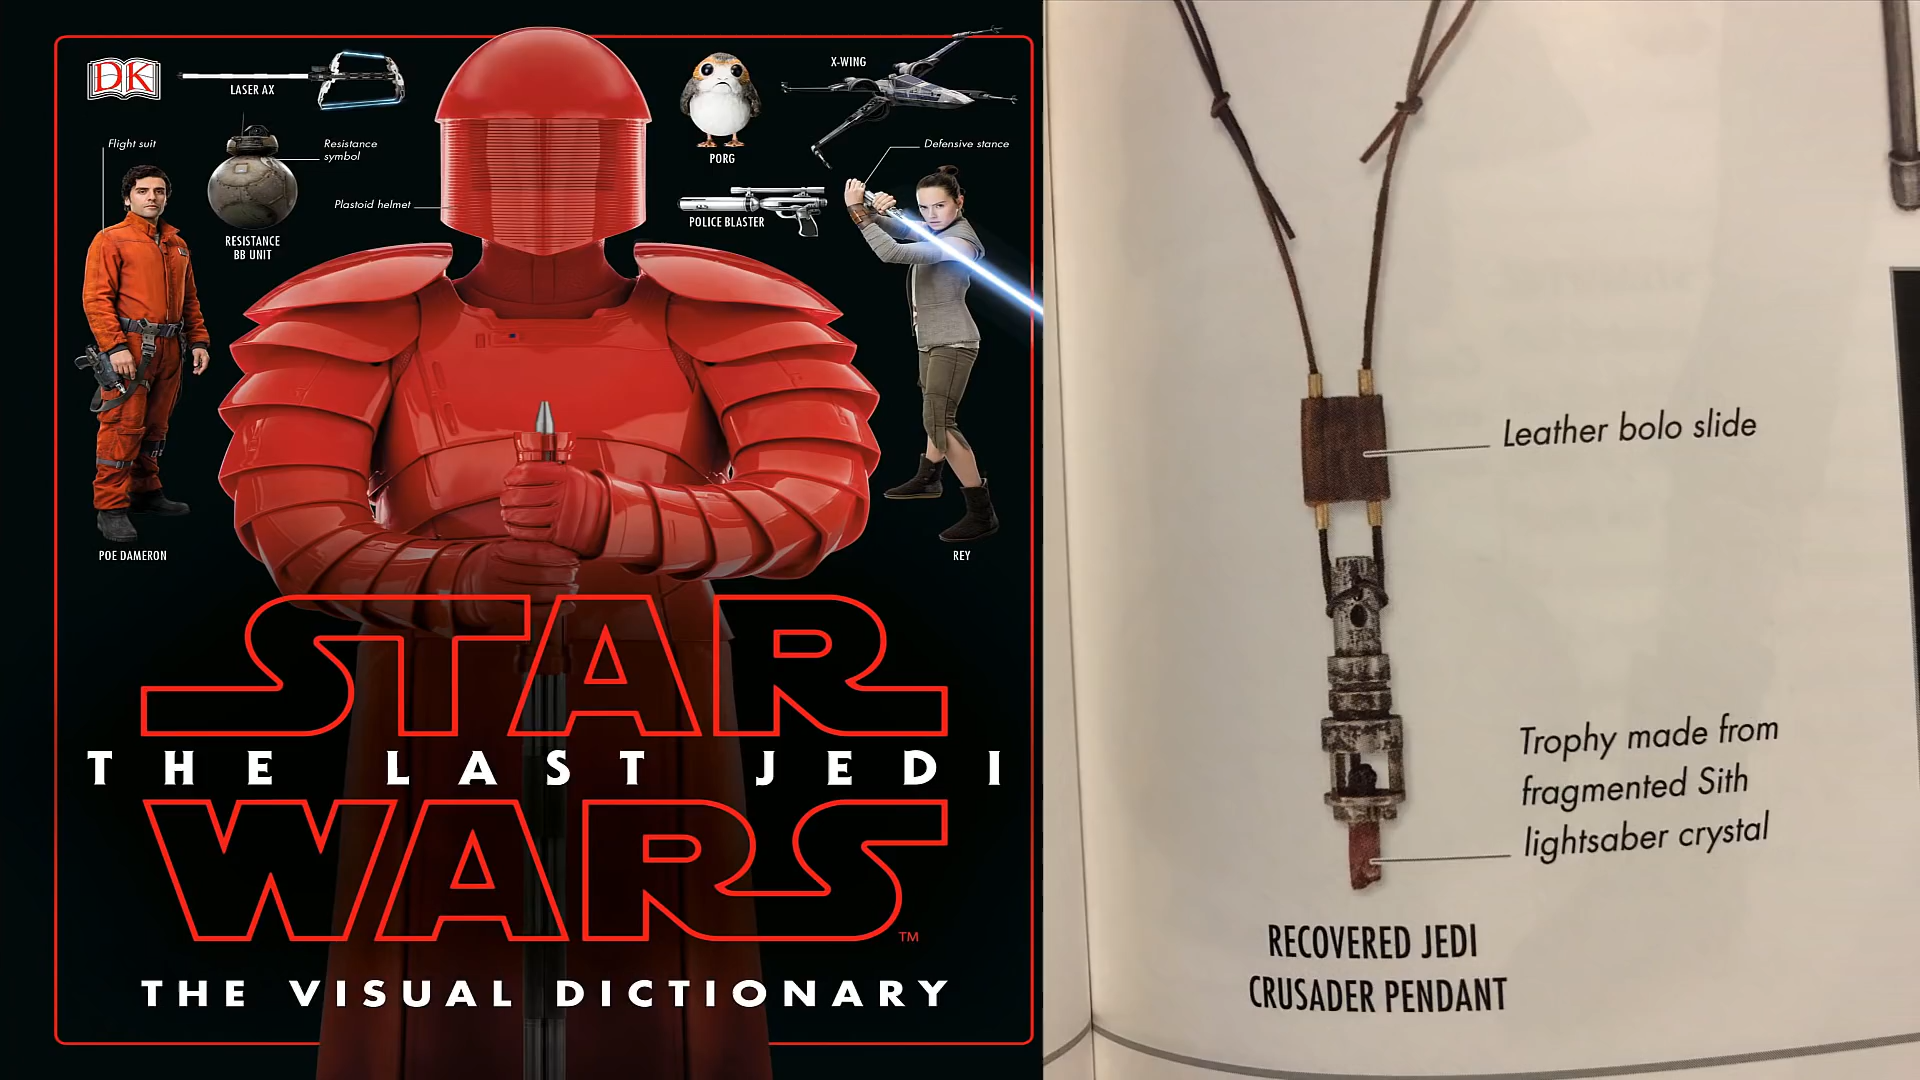 DK
LASER AX
X-WING
Flight suit
Resistance
symbol
PORG
Defensive stance
Plastoid helmet
POLICE BLASTER
RESISTANCE
BB UNIT
POE DAMERON
REY
STAR
THE LAST JEDI
WARS
TM
THE VISUAL DICTIONARY
Leather bolo slide
Trophy made from
fragmented Sith
lightsaber crystal
RECOVERED JEDI
CRUSADER PENDANT